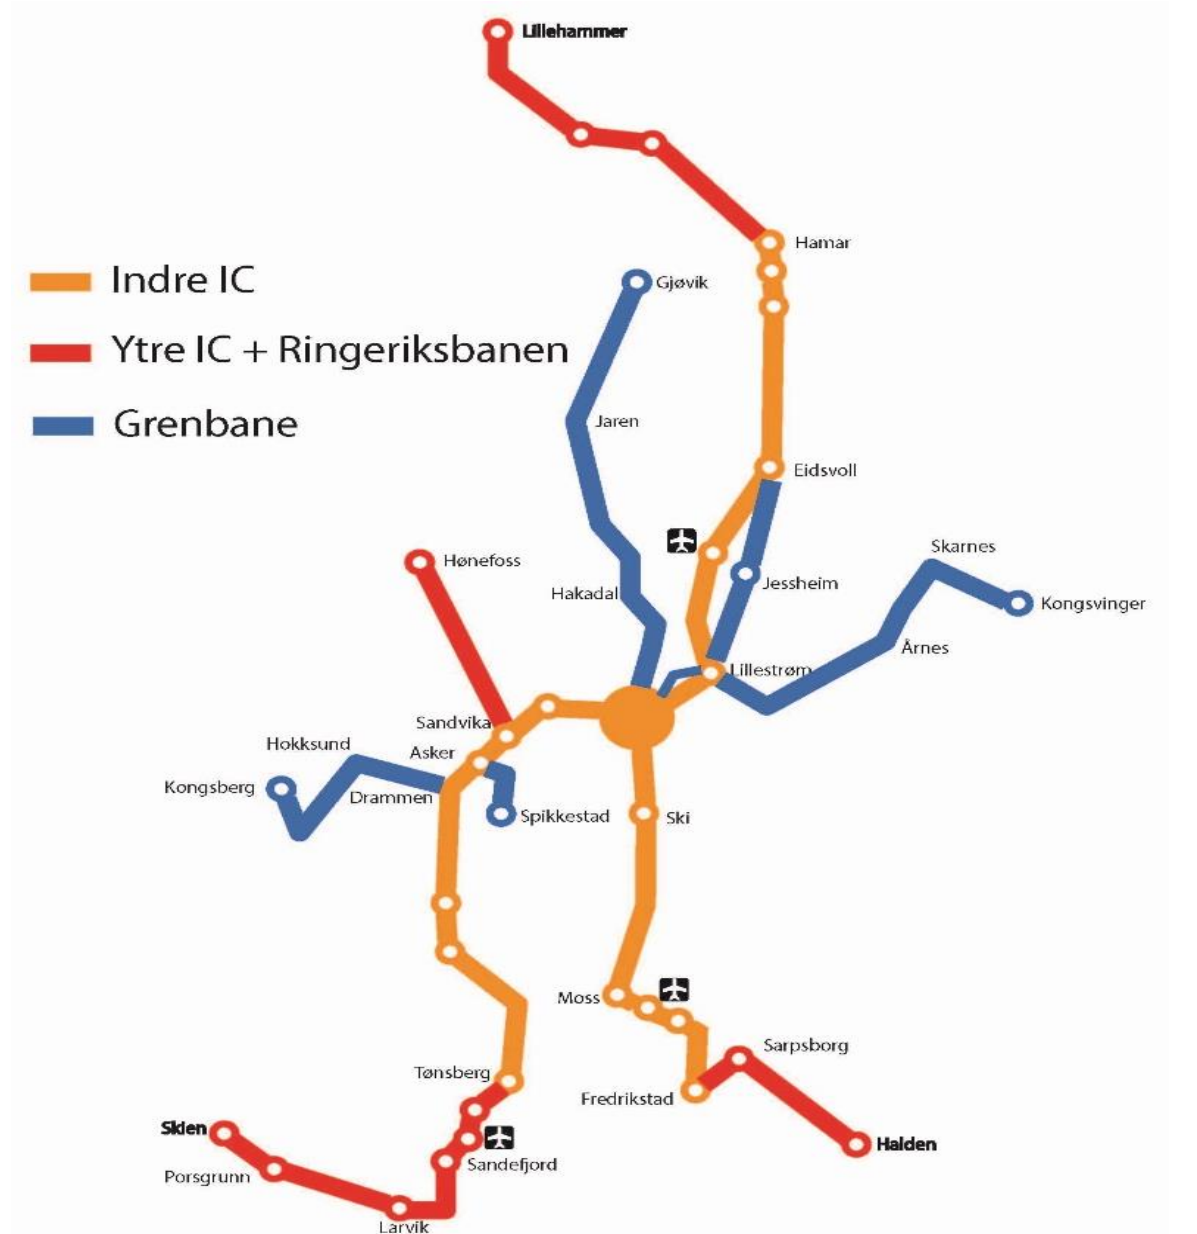 Lillehammer
Hamar
Indre IC
Gjøvik
Ytre IC + Ringeriksbanen
Grenbane
Jaren
Eidsvoll
Skarnes
Hønefoss
Jessheim
Hakadal
Kongsvinger
Årnes
Lillestrøm
Sandvika
Hokksund
Asker
Kongsberg
Drammen
Spikkestad
Ski
Moss
Sarpsborg
Tønsberg
Fredrikstad
Skien
Halden
Sandefjord
Porsgrunn
Larvik